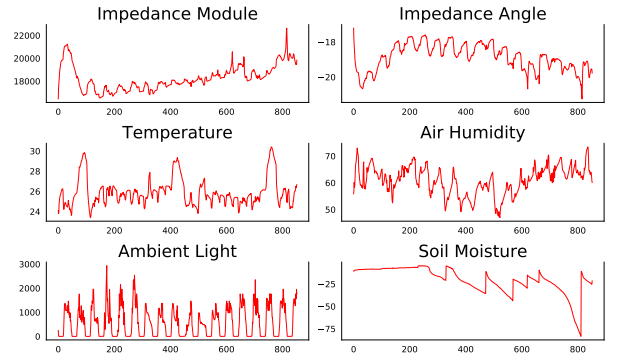 Impedance Module
22000
20000
18000
0 200 400 600 800
Impedance Angle
−18
−20
0 200 400 600 800
Temperature
30
28
26
24
0 200 400 600 800
Air Humidity
70
60
50
0 200 400 600 800
Ambient Light
3000
2000
1000
0
0 200 400 600 800
Soil Moisture
−25
−50
−75
0 200 400 600 800